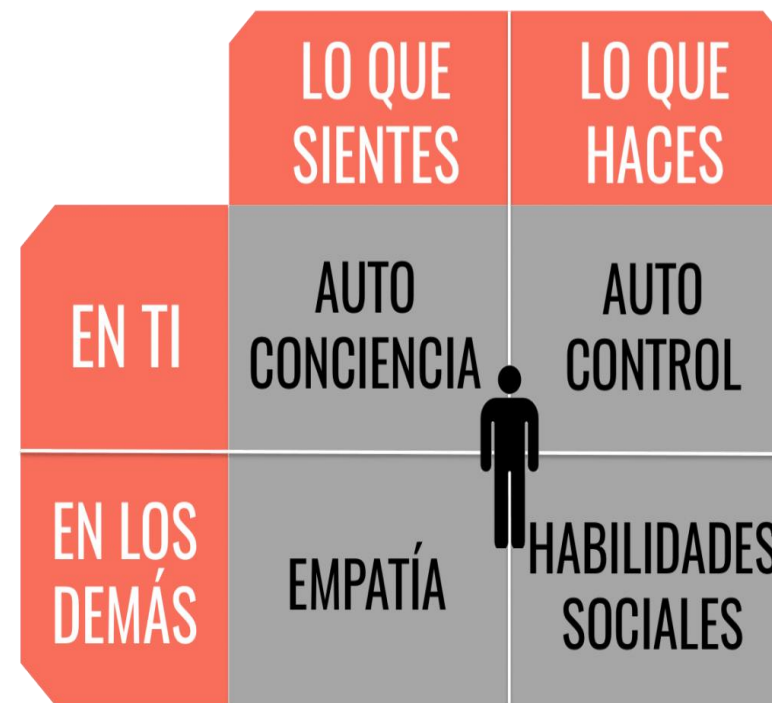 LO QUE
SIENTES
LO QUE
HACES
EN TI
AUTO
CONCIENCIA
AUTO
CONTROL
EN LOS
DEMÁS
EMPATÍA
HABILIDADES
SOCIALES